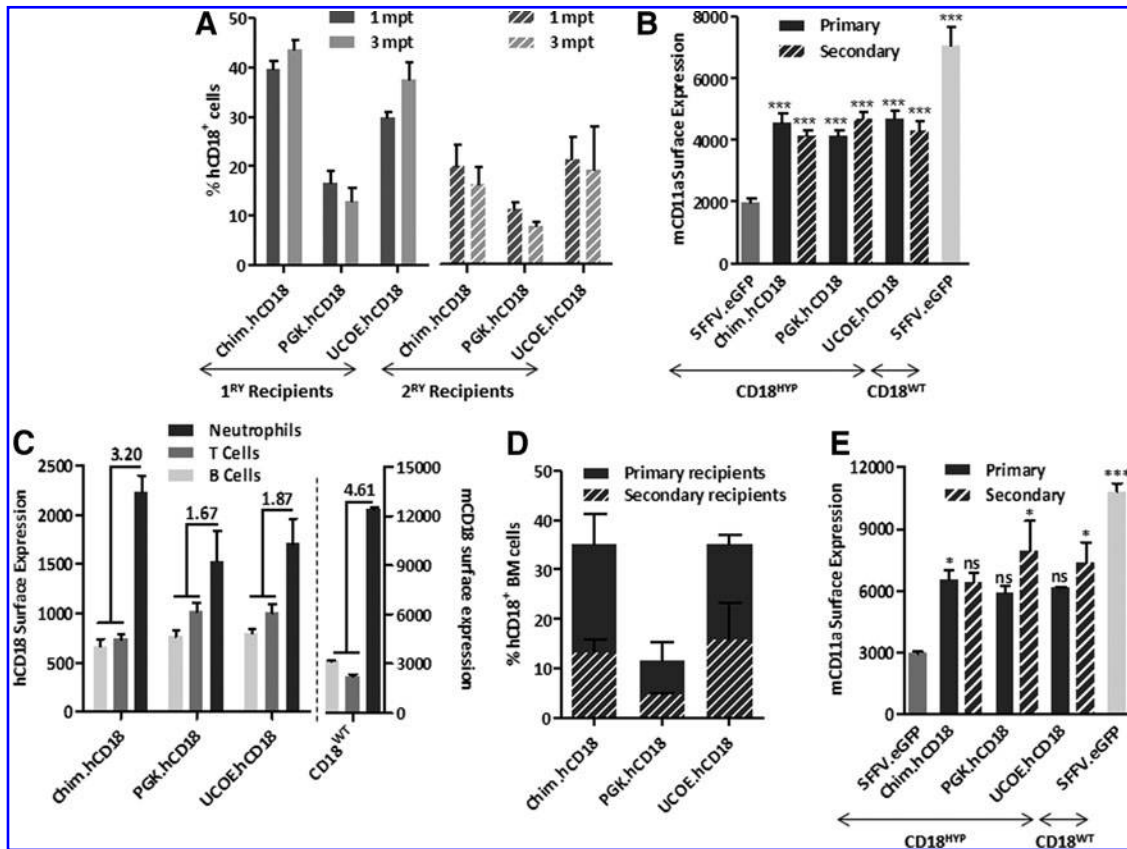 A
1 mpt
3 mpt
1 mpt
3 mpt
% hCD18⁺ cells
50
40
30
20
10
0
Chim.hCD18
PGK.hCD18
UCOE.hCD18
Chim.hCD18
PGK.hCD18
UCOE.hCD18
1ᴿʸ Recipients
2ᴿʸ Recipients
B
Primary
Secondary
mCD11a Surface Expression
8000
6000
4000
2000
0
***
***
***
***
***
***
***
SFFV.eGFP
Chim.hCD18
PGK.hCD18
UCOE.hCD18
SFFV.eGFP
CD18ᴴʸᴾ
CD18ᵂᵀ
C
Neutrophils
T Cells
B Cells
hCD18 Surface Expression
2500
2000
1500
1000
500
0
3.20
1.67
1.87
4.61
15000
12000
9000
6000
3000
0
mCD18 surface expression
Chim.hCD18
PGK.hCD18
UCOE.hCD18
CD18ᵂᵀ
D
Primary recipients
Secondary recipients
% hCD18⁺ BM cells
50
40
30
20
10
0
Chim.hCD18
PGK.hCD18
UCOE.hCD18
E
Primary
Secondary
mCD11a Surface Expression
12000
9000
6000
3000
0
*
ns
ns
*
ns
*
***
SFFV.eGFP
Chim.hCD18
PGK.hCD18
UCOE.hCD18
SFFV.eGFP
CD18ᴴʸᴾ
CD18ᵂᵀ